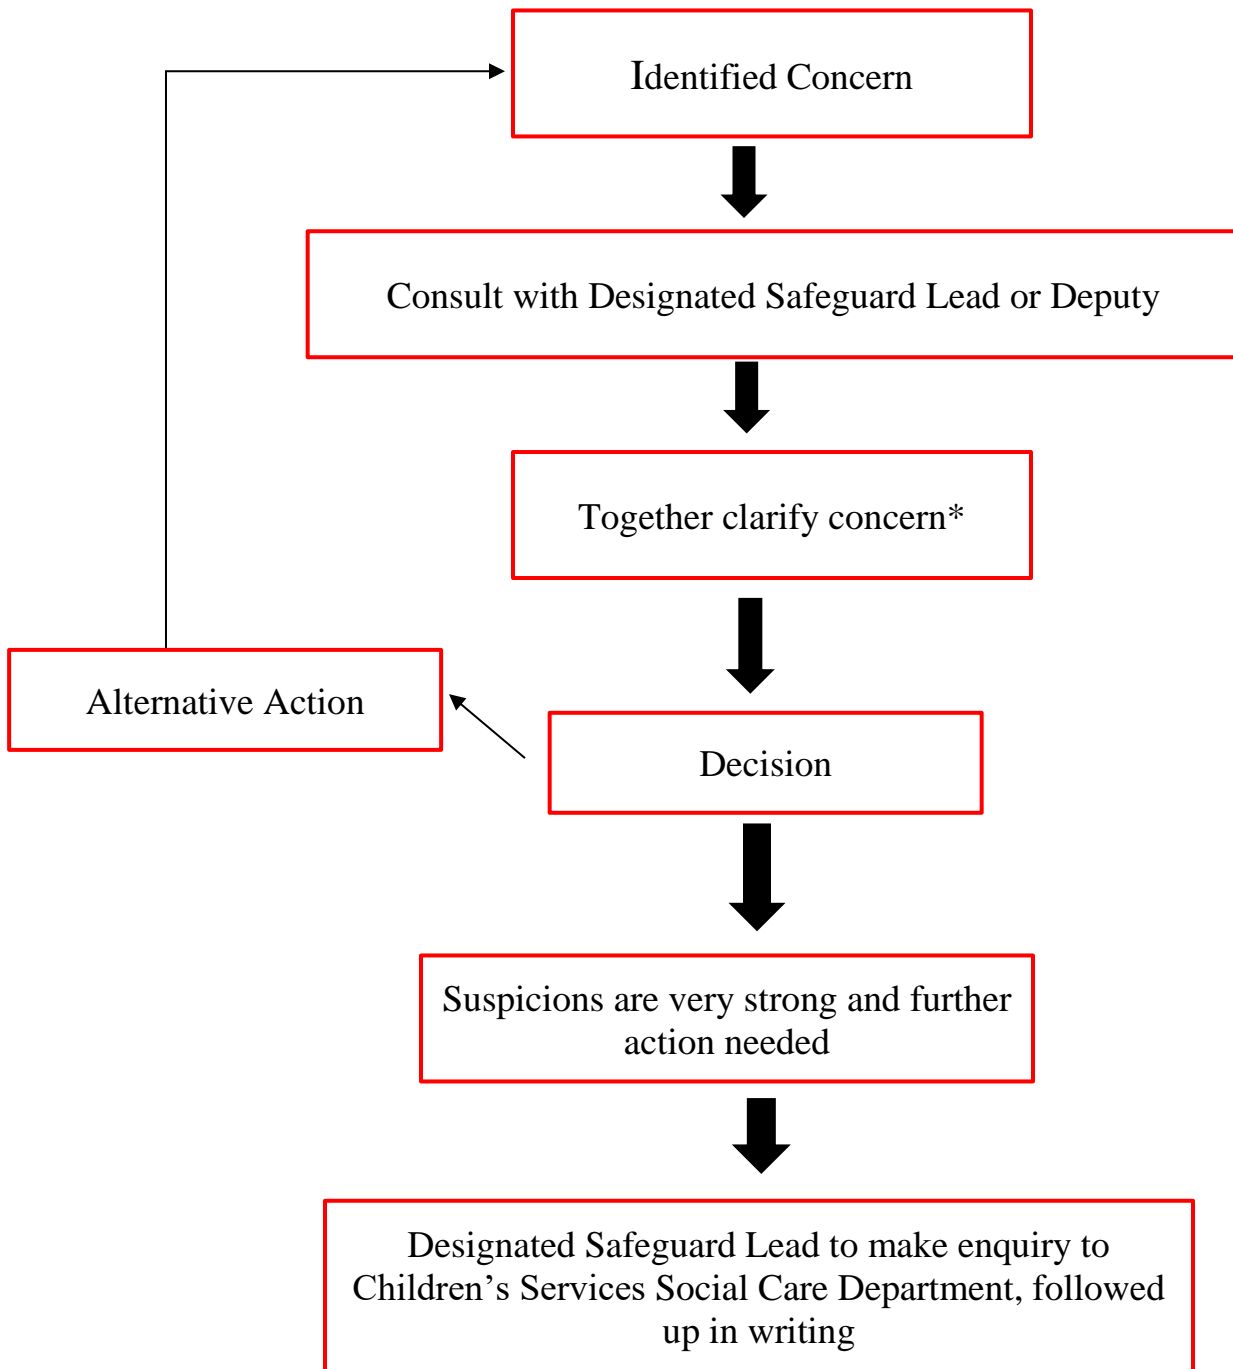 Identified Concern
Consult with Designated Safeguard Lead or Deputy
Together clarify concern*
Alternative Action
Decision
Suspicions are very strong and further
action needed
Designated Safeguard Lead to make enquiry to
Children’s Services Social Care Department, followed
up in writing